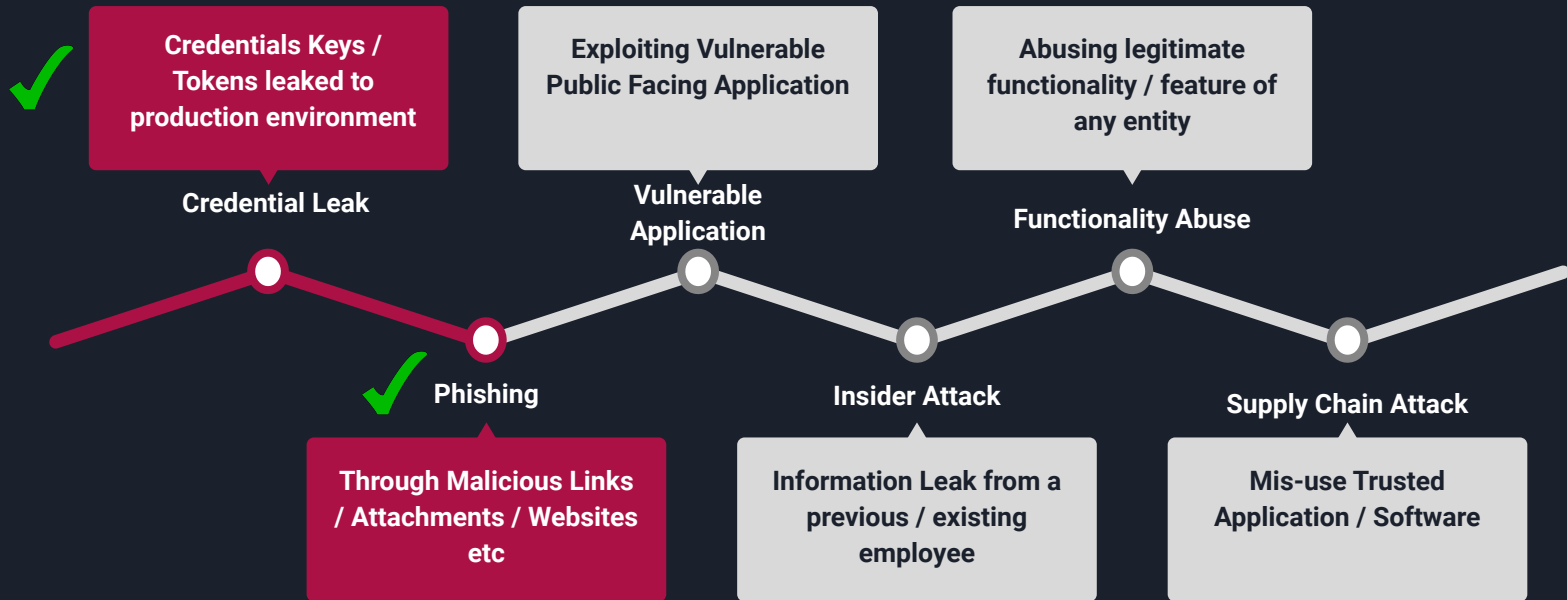 Credentials Keys /
Tokens leaked to
production environment
Credential Leak
Exploiting Vulnerable
Public Facing Application
Vulnerable
Application
Abusing legitimate
functionality / feature of
any entity
Functionality Abuse
Phishing
Through Malicious Links
/ Attachments / Websites
etc
Insider Attack
Information Leak from a
previous / existing
employee
Supply Chain Attack
Mis-use Trusted
Application / Software